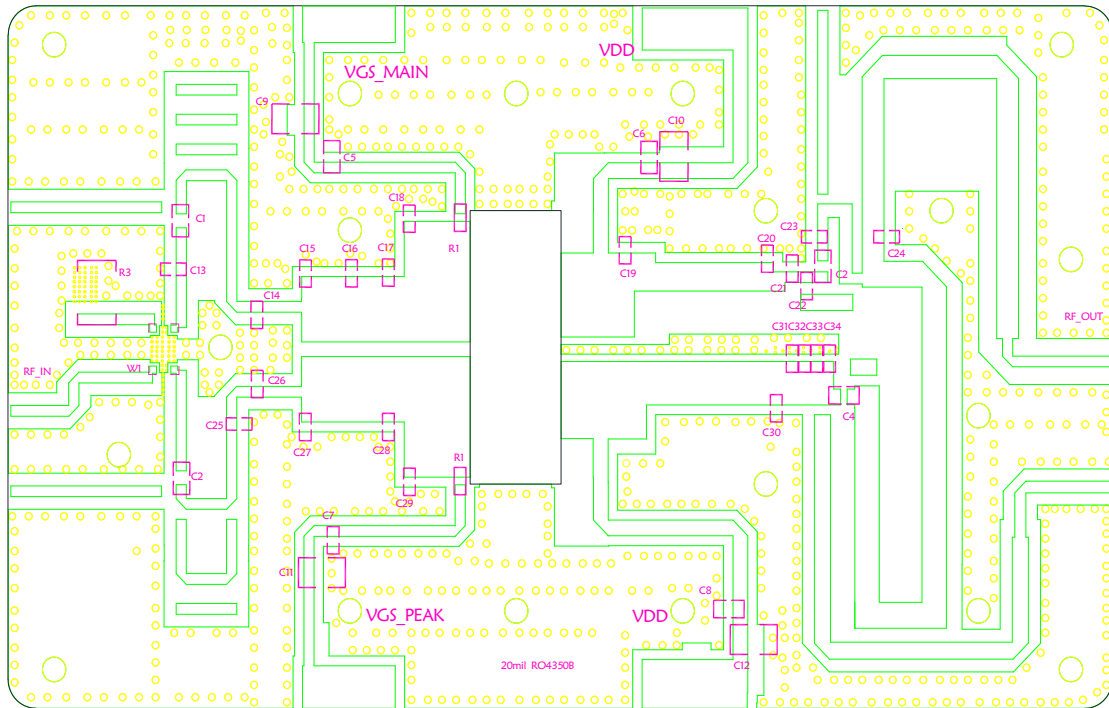 VDD
VGS_MAIN
C9
C10
C6
C5
C18
C1
R1
C23
C24
C19
C20
C2
C21
C22
C15
C16
C17
R3
C13
C14
RF_OUT
C31C32C33C34
RF_IN
W1
C26
C4
C25
C27
C28
C30
R1
C2
C29
C7
C11
C8
VGS_PEAK
VDD
C12
20mil RO4350B